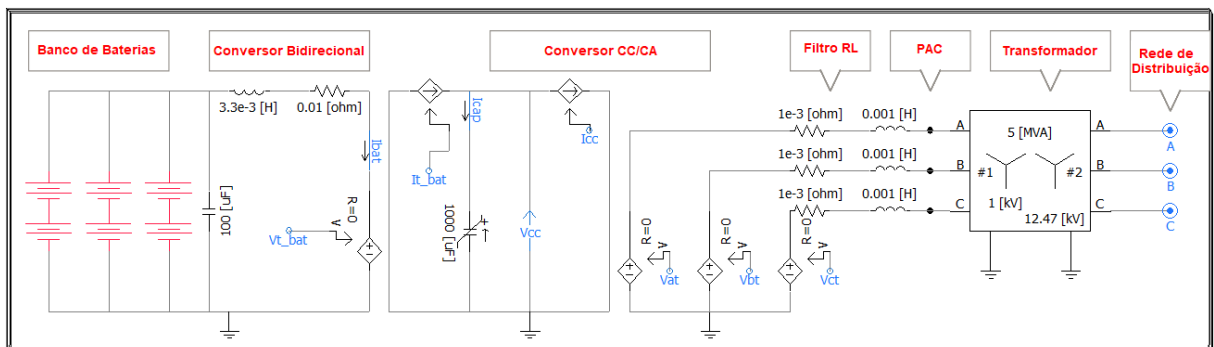 Banco de Baterias
Conversor Bidirecional
Conversor CC/CA
Filtro RL
PAC
Transformador
Rede de
Distribuição
3.3e-3 [H]
0.01 [ohm]
100 [uF]
Ibat
R=0
V
Vt_bat
It_bat
Icap
1000 [uF]
Vcc
Icc
1e-3 [ohm]
0.001 [H]
1e-3 [ohm]
0.001 [H]
1e-3 [ohm]
0.001 [H]
R=0
V
Vat
R=0
V
Vbt
R=0
V
Vct
A
B
C
5 [MVA]
#1
#2
1 [kV]
12.47 [kV]
A
B
C
A
B
C